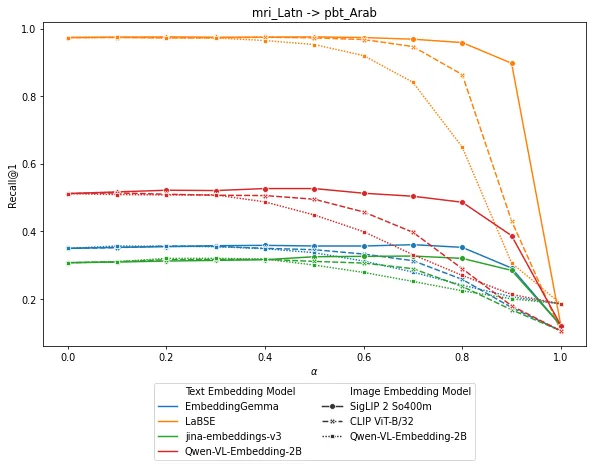 mri_Latn -> pbt_Arab
1.0
0.8
0.6
0.4
0.2
Recall@1
0.0 0.2 0.4 0.6 0.8 1.0
α
Text Embedding Model Image Embedding Model
EmbeddingGemma SigLIP 2 So400m
LaBSE CLIP ViT-B/32
jina-embeddings-v3 Qwen-VL-Embedding-2B
Qwen-VL-Embedding-2B